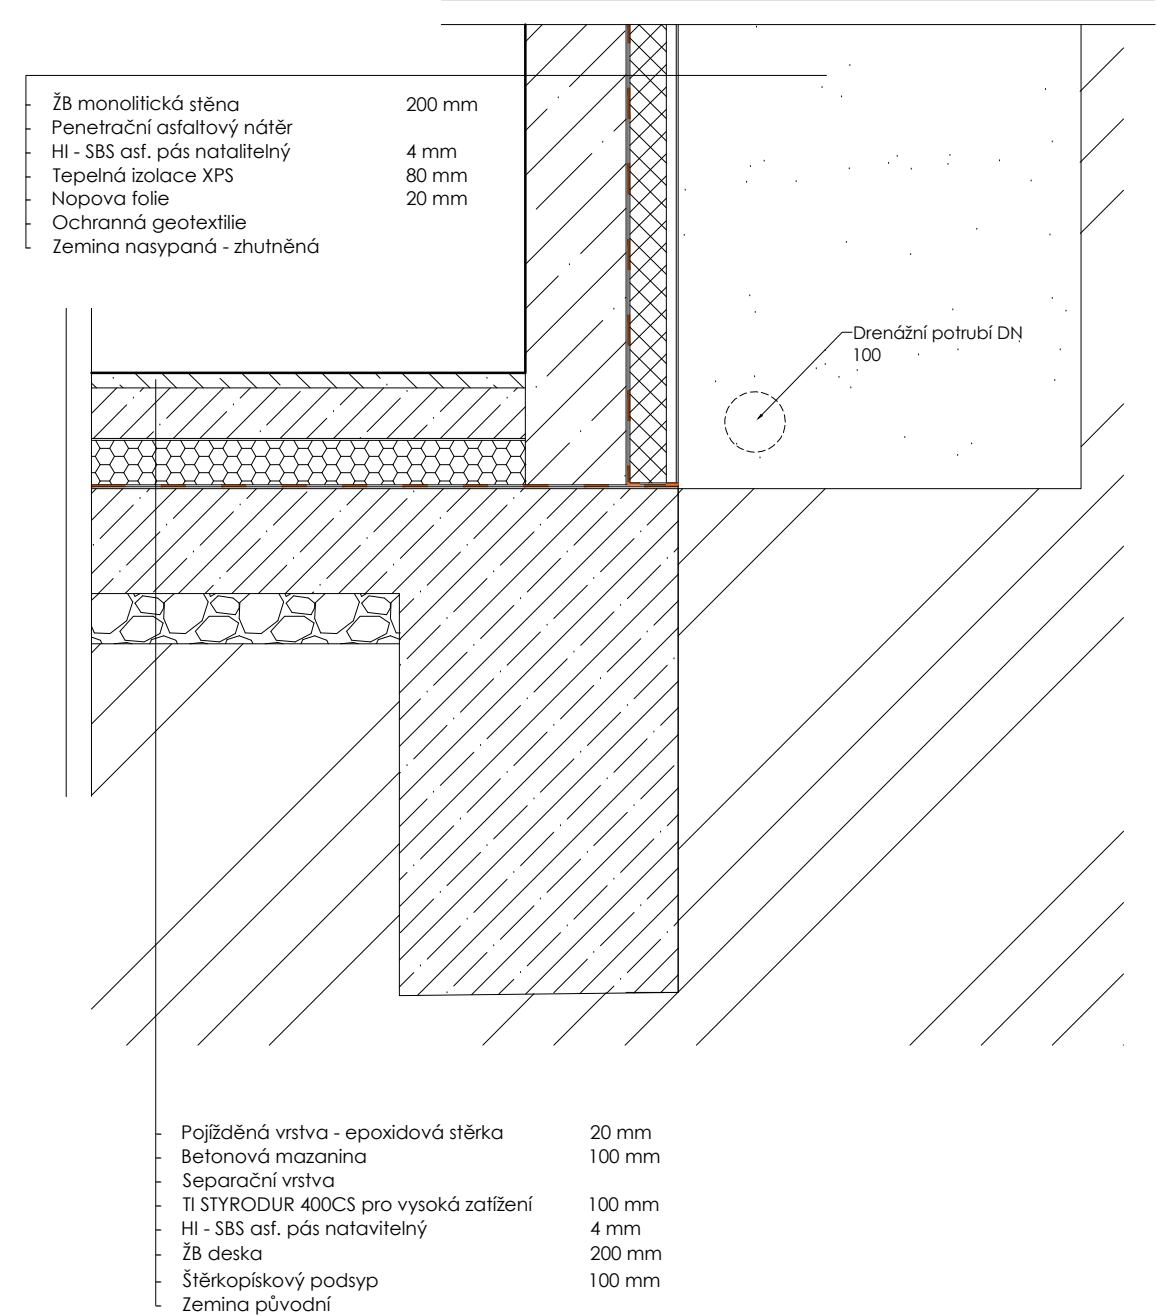 ŽB monolitická stěna 200 mm
Penetrační asfaltový nátěr
HI - SBS asf. pás natalitelný 4 mm
Tepelná izolace XPS 80 mm
Nopova folie 20 mm
Ochranná geotextilie
Zemina nasypaná - zhutněná
Drenážní potrubí DN
100
Pojížděná vrstva - epoxidová stěrka 20 mm
Betonová mazanina 100 mm
Separační vrstva
TI STYRODUR 400CS pro vysoká zatížení 100 mm
HI - SBS asf. pás natavitelný 4 mm
ŽB deska 200 mm
Štěrkopískový podsyp 100 mm
Zemina původní